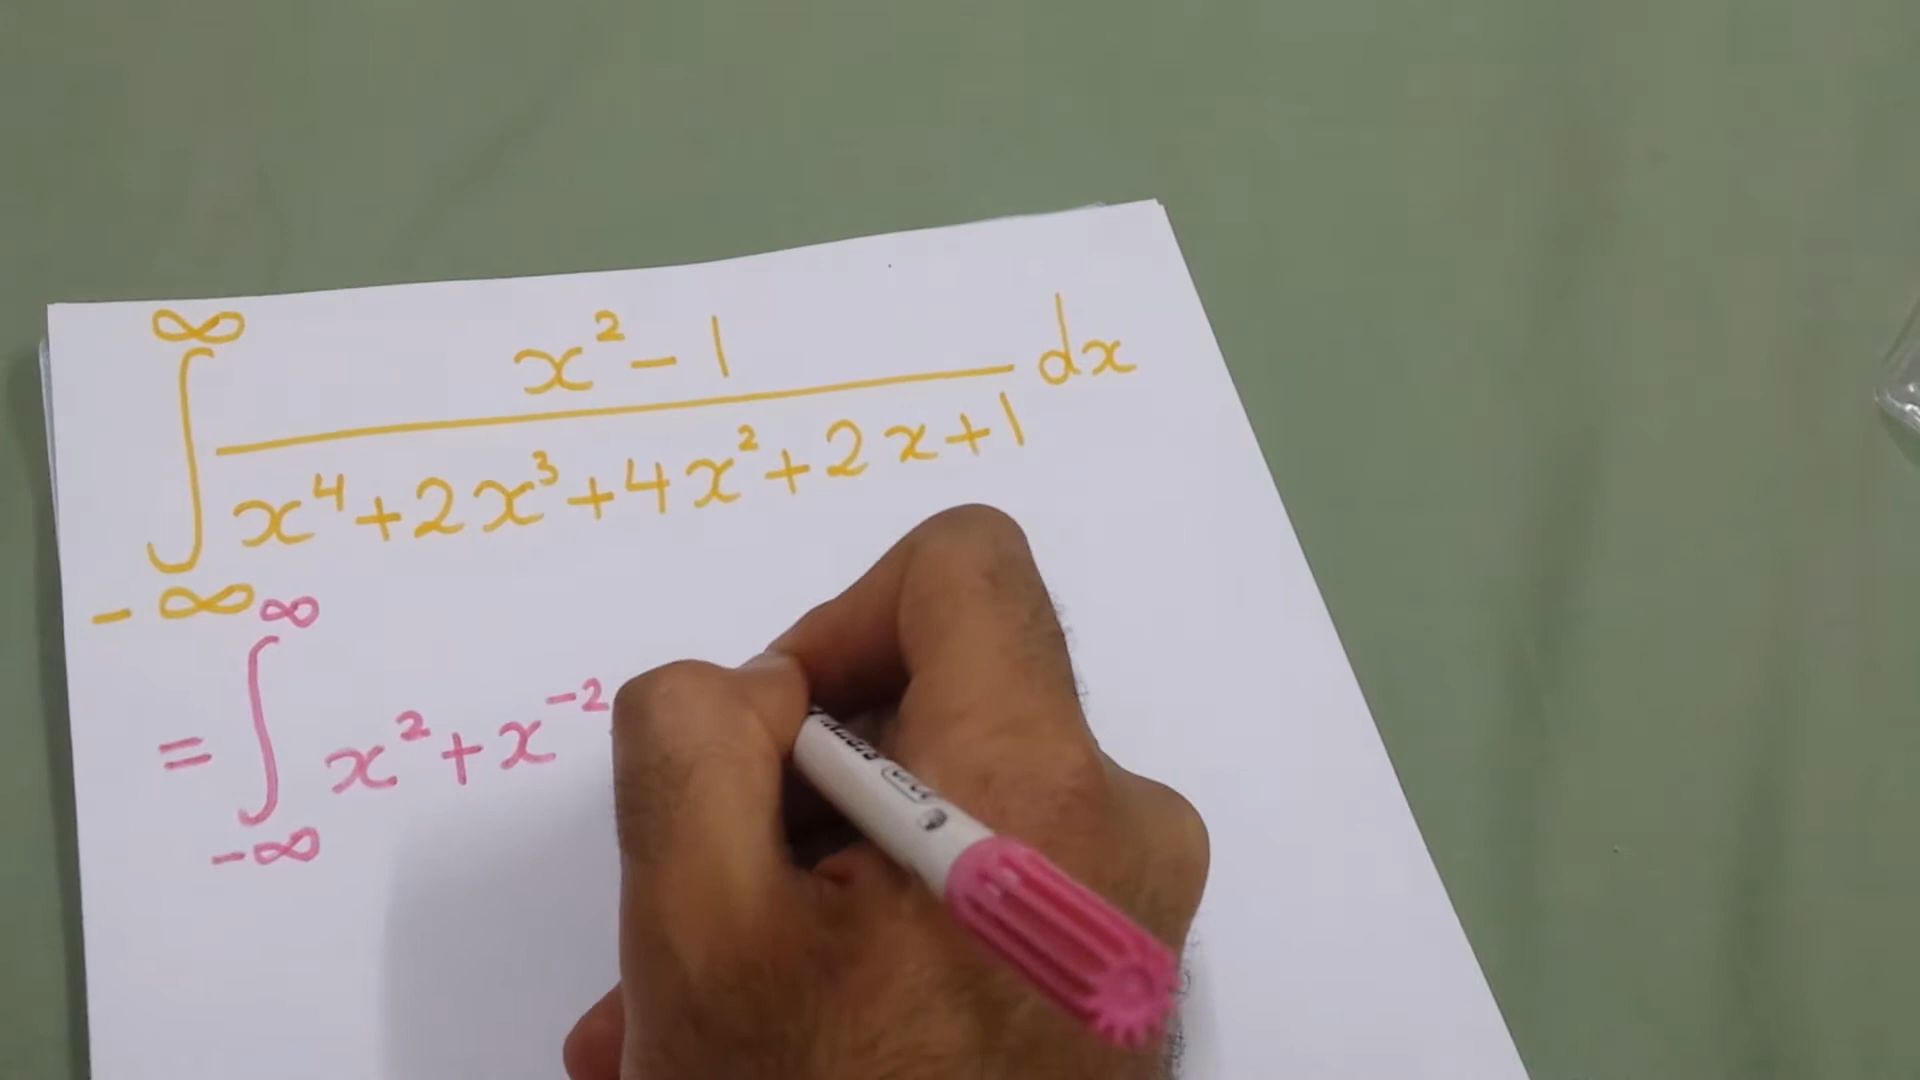 ∞
∫ x² - 1 dx
x⁴ + 2x³ + 4x² + 2x + 1
- ∞
∞
= ∫ x² + x⁻²
-∞